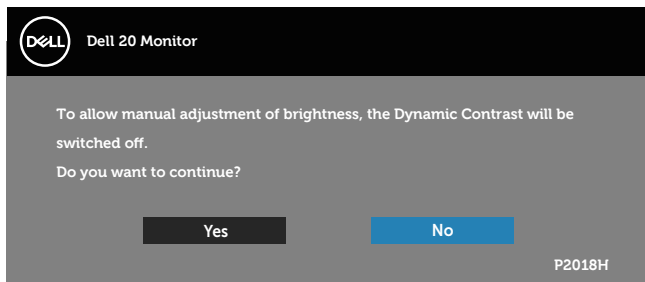 DELL
Dell 20 Monitor
To allow manual adjustment of brightness, the Dynamic Contrast will be
switched off.
Do you want to continue?
Yes
No
P2018H